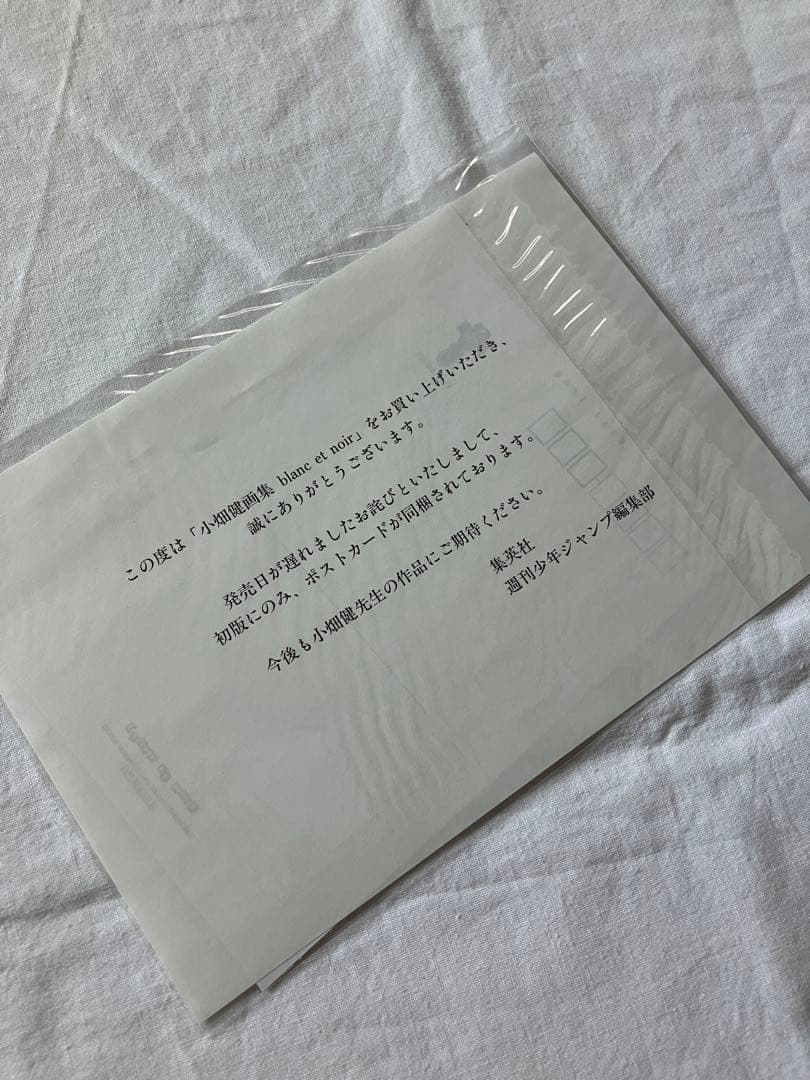 この度は「小畑健画集 blanc et noir」をお買い上げいただき、
誠にありがとうございます。
発売日が遅れましたお詫びといたしまして、
初版にのみ、ポストカードが同梱されております。
今後も小畑健先生の作品にご期待ください。
集英社
週刊少年ジャンプ編集部